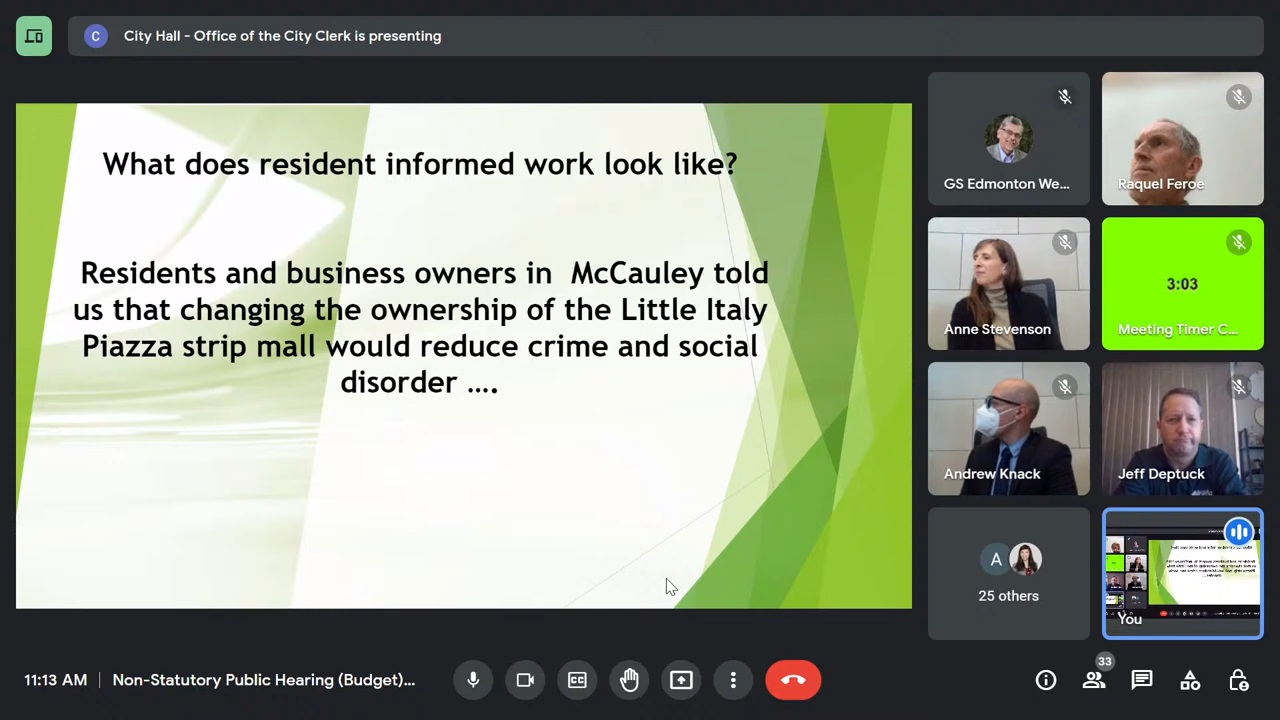 C City Hall - Office of the City Clerk is presenting
What does resident informed work look like?
Residents and business owners in McCauley told
us that changing the ownership of the Little Italy
Piazza strip mall would reduce crime and social
disorder ....
GS Edmonton We...
Raquel Feroe
Anne Stevenson
3:03
Meeting Timer C...
Andrew Knack
Jeff Deptuck
A
25 others
You
11:13 AM | Non-Statutory Public Hearing (Budget)...
CC
33